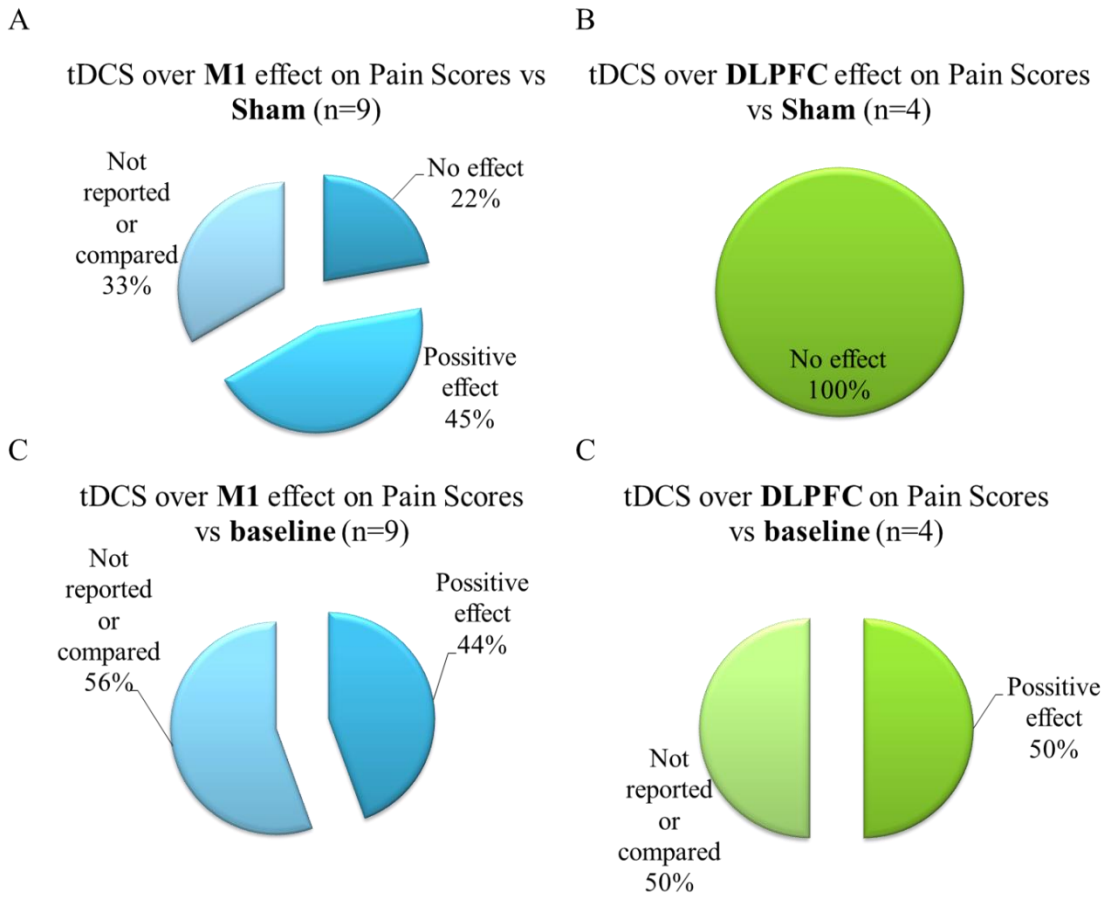 A
tDCS over M1 effect on Pain Scores vs
Sham (n=9)
Not
reported
or
compared
33%
No effect
22%
Possitive
effect
45%
B
tDCS over DLPFC effect on Pain Scores
vs Sham (n=4)
No effect
100%
C
tDCS over M1 effect on Pain Scores
vs baseline (n=9)
Not
reported
or
compared
56%
Possitive
effect
44%
C
tDCS over DLPFC on Pain Scores
vs baseline (n=4)
Not
reported
or
compared
50%
Possitive
effect
50%